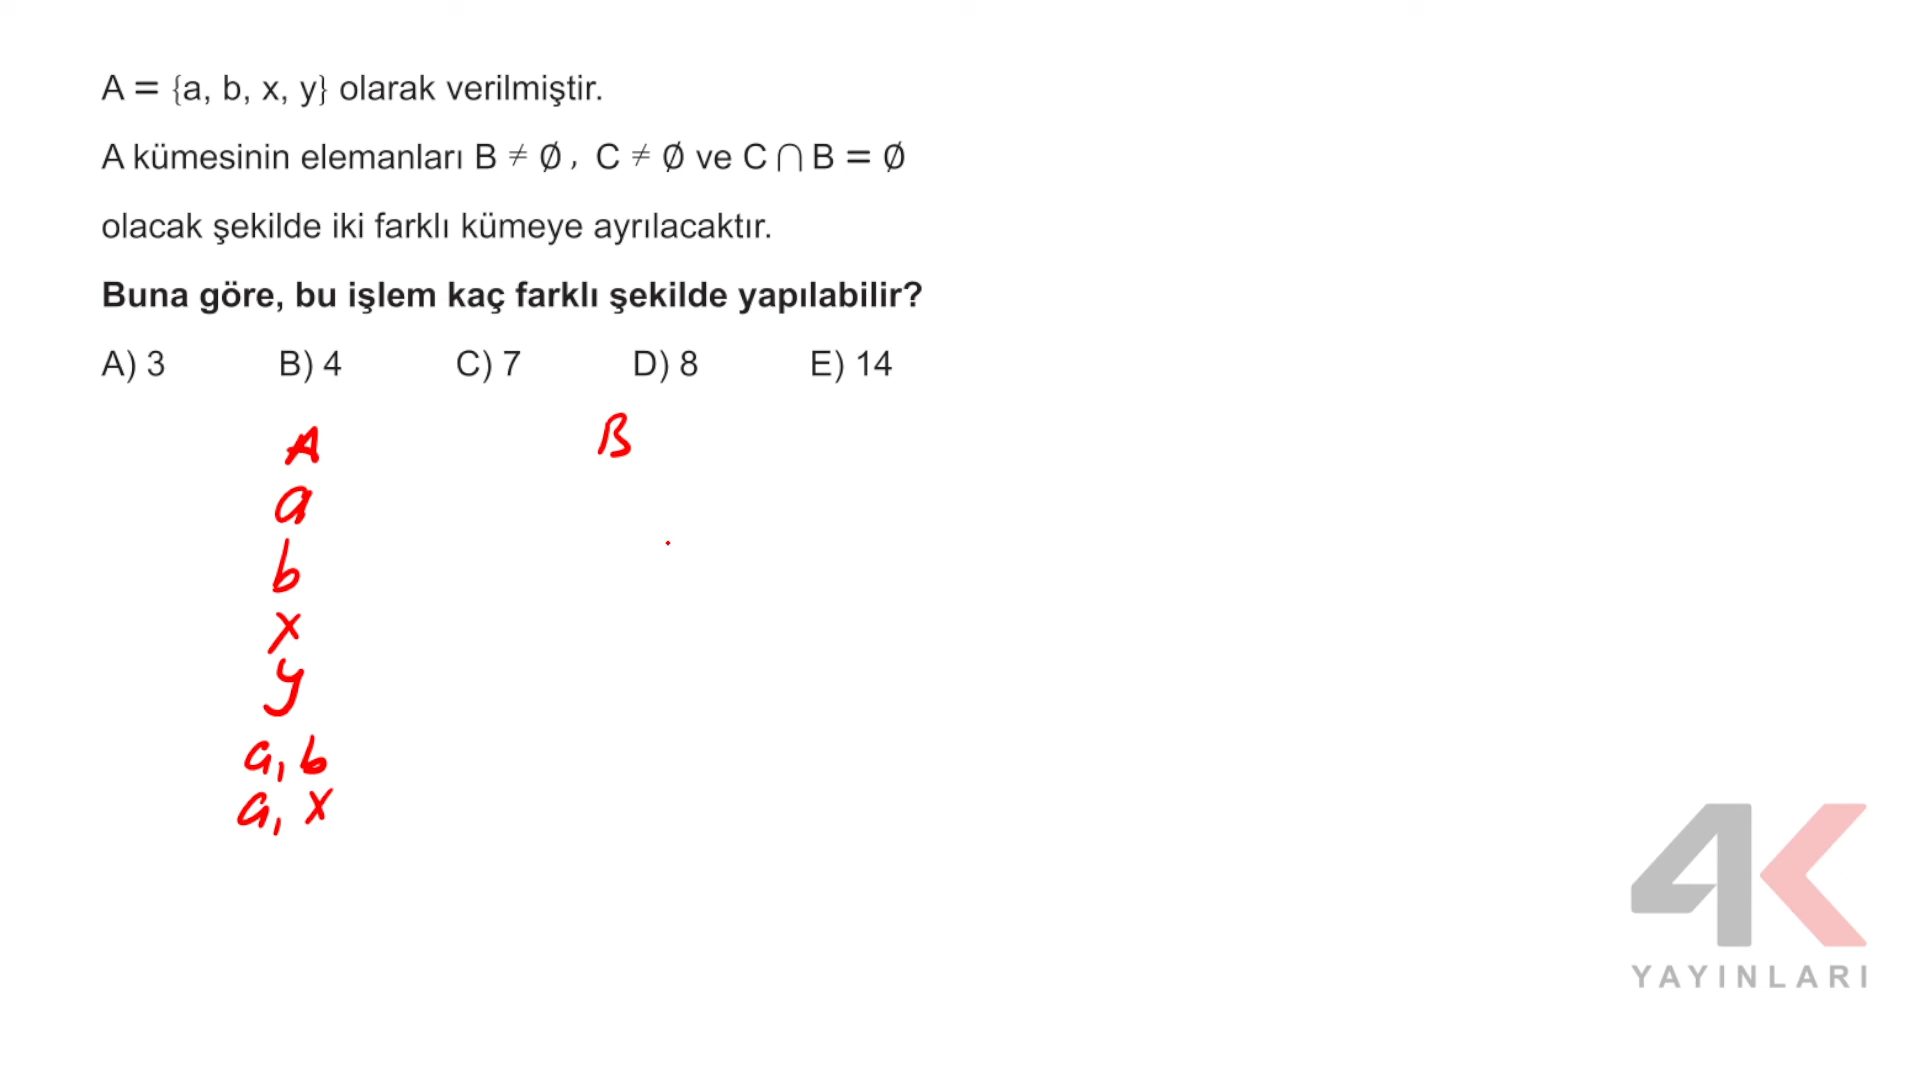 A = {a, b, x, y} olarak verilmiştir.
A kümesinin elemanları B ≠ ∅, C ≠ ∅ ve C ∩ B = ∅
olacak şekilde iki farklı kümeye ayrılacaktır.
Buna göre, bu işlem kaç farklı şekilde yapılabilir?
A) 3 B) 4 C) 7 D) 8 E) 14
A B
a
b
x
y
a, b
a, x
4K
YAYINLARI